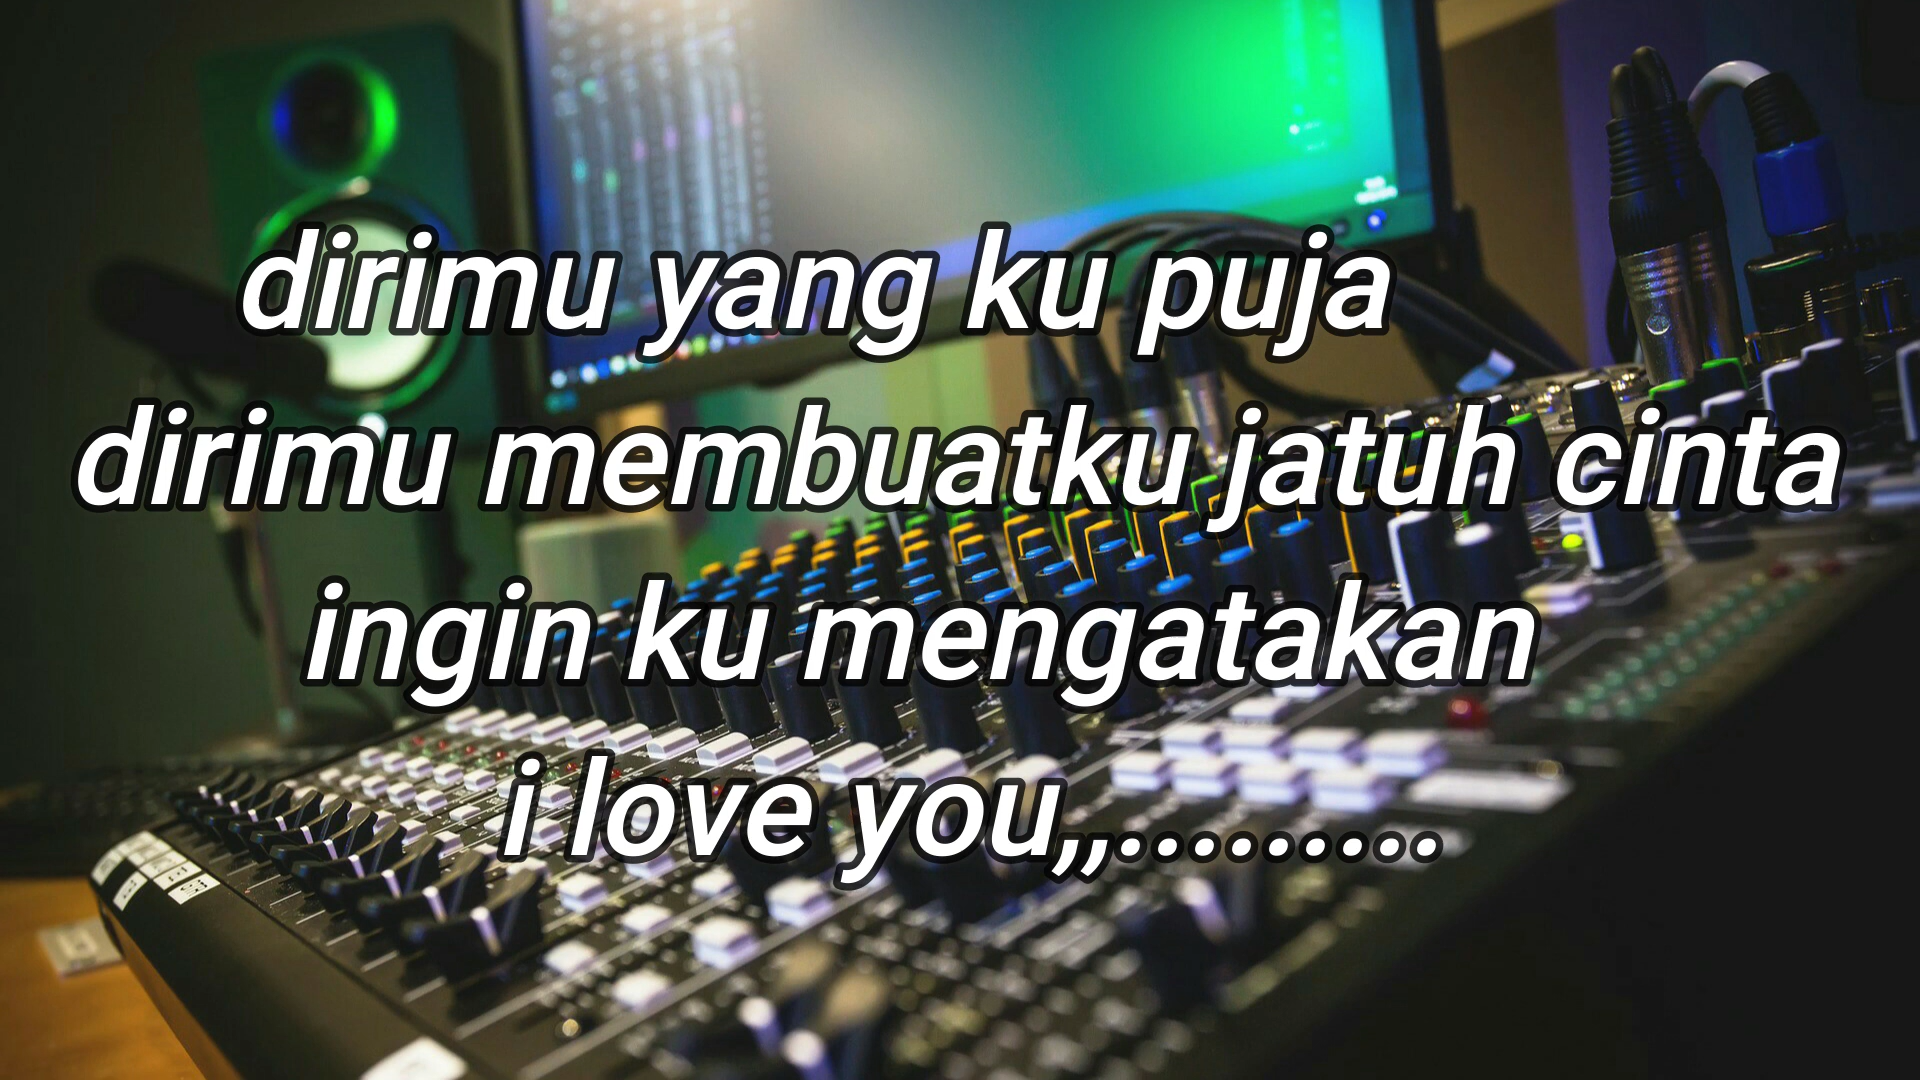 dirimu yang ku puja
dirimu membuatku jatuh cinta
ingin ku mengatakan
i love you,,.........